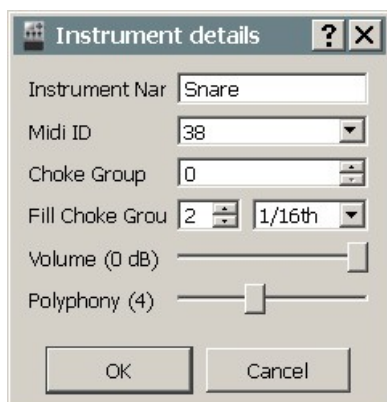 Instrument details ? X
Instrument Nar Snare
Midi ID 38
Choke Group 0
Fill Choke Grou 2 1/16th
Volume (0 dB)
Polyphony (4)
OK Cancel